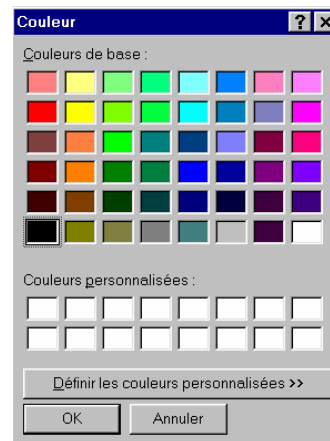 Couleur
Couleurs de base :
Couleurs personnalisées :
Définir les couleurs personnalisées >>
OK
Annuler